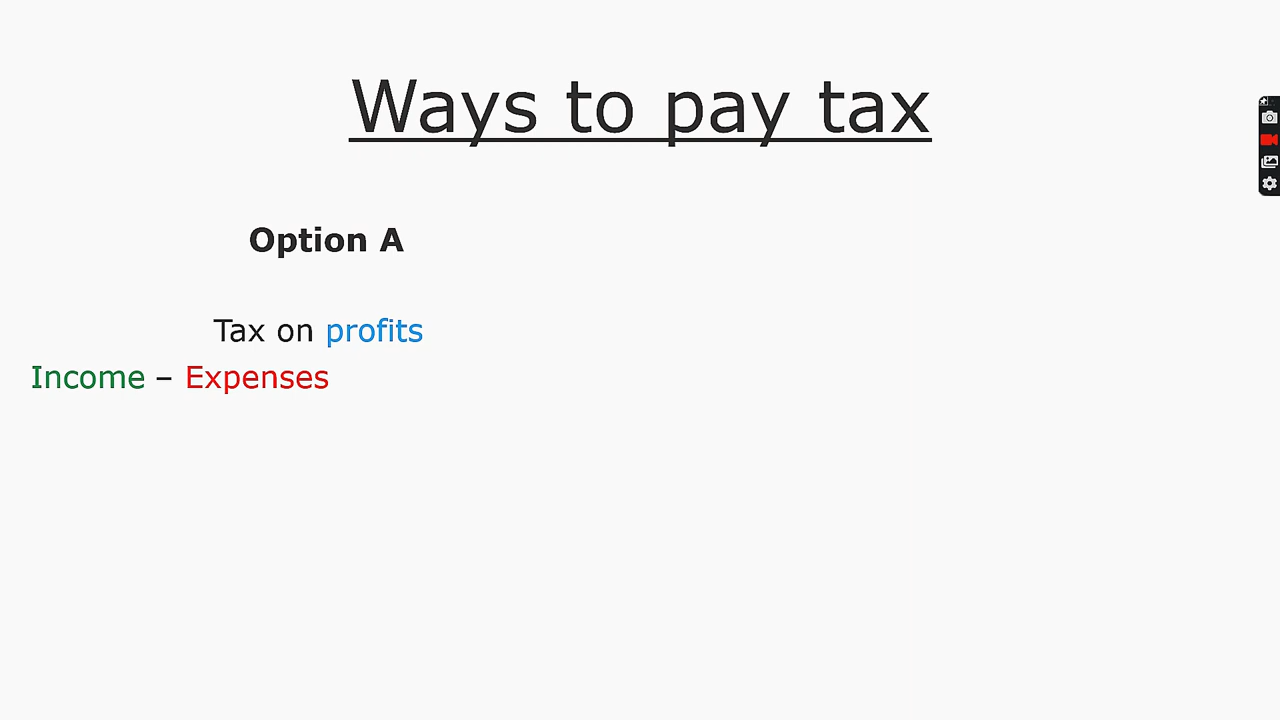 Ways to pay tax
Option A
Tax on profits
Income – Expenses